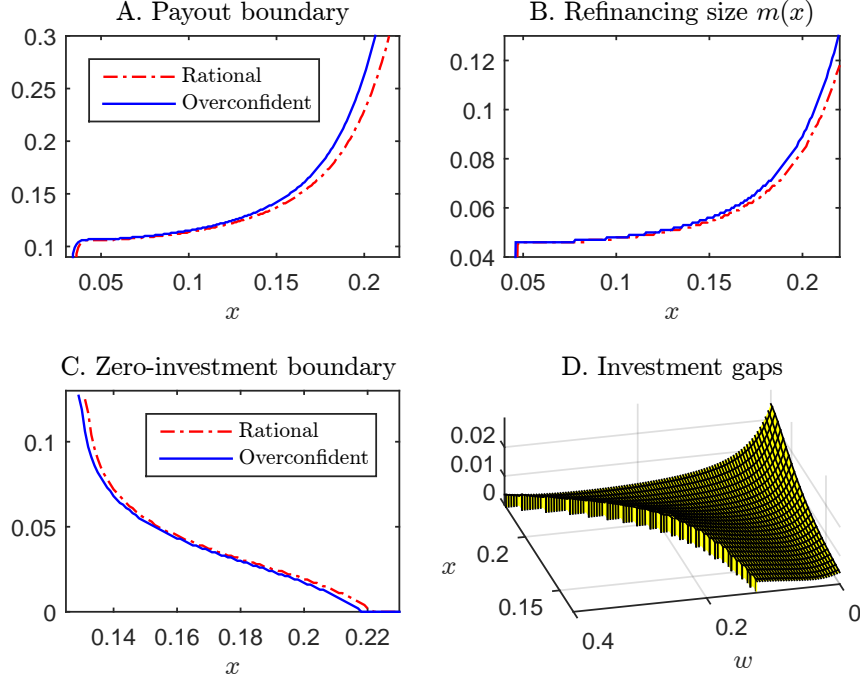 A. Payout boundary
0.3
0.25
0.2
0.15
0.1
Rational
Overconfident
0.05 0.1 0.15 0.2
x
B. Refinancing size m(x)
0.12
0.1
0.08
0.06
0.04
0.05 0.1 0.15 0.2
x
C. Zero-investment boundary
0.1
0.05
0
Rational
Overconfident
0.14 0.16 0.18 0.2 0.22
x
D. Investment gaps
0.02
0.01
0
0.2
0.15
x
0.4 0.2 0
w